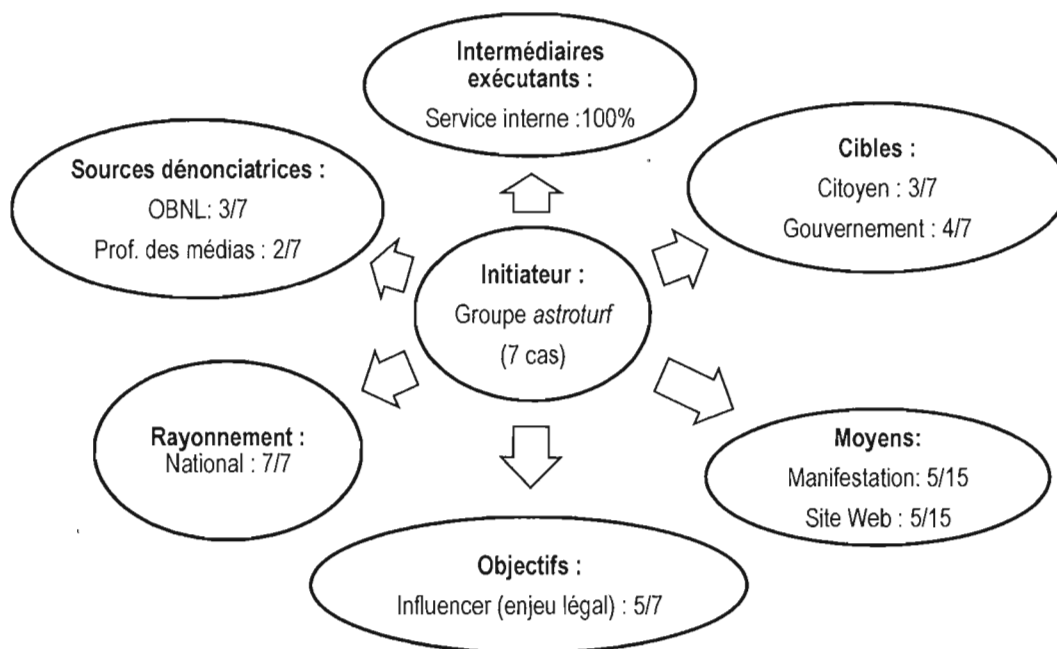 Intermédiaires
exécutants :
Service interne :100%
Sources dénonciatrices :
OBNL: 3/7
Prof. des médias : 2/7
Cibles :
Citoyen : 3/7
Gouvernement : 4/7
Initiateur :
Groupe astroturf
(7 cas)
Rayonnement :
National : 7/7
Moyens:
Manifestation: 5/15
Site Web : 5/15
Objectifs :
Influencer (enjeu légal) : 5/7